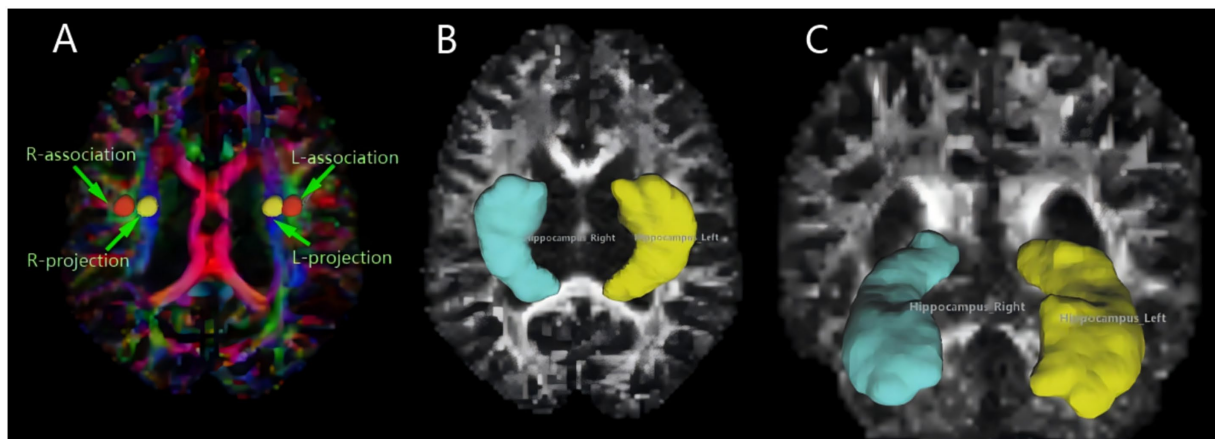 A
B
C
R-association
L-association
R-projection
L-projection
Hippocampus_Right
Hippocampus_Left
Hippocampus_Right
Hippocampus_Left